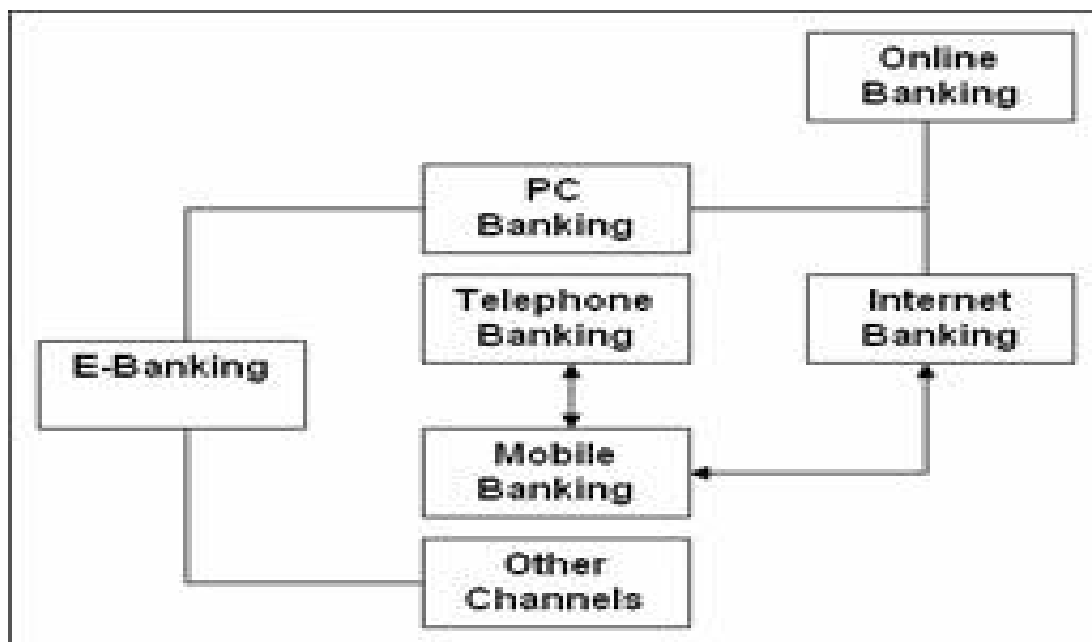 Online
Banking
PC
Banking
Telephone
Banking
Internet
Banking
E-Banking
Mobile
Banking
Other
Channels